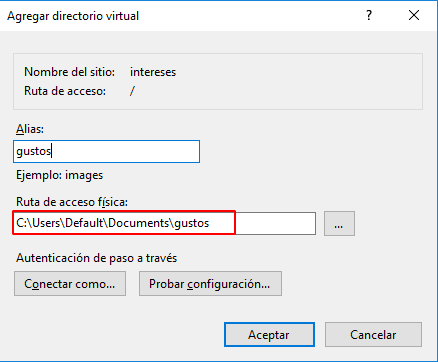 Agregar directorio virtual
Nombre del sitio: intereses
Ruta de acceso: /
Alias:
gustos
Ejemplo: images
Ruta de acceso física:
C:\Users\Default\Documents\gustos
...
Autenticación de paso a través
Conectar como...
Probar configuración...
Aceptar
Cancelar